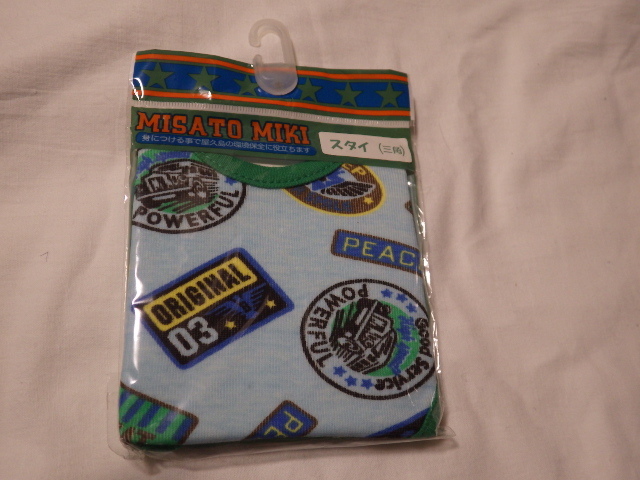 MISATO MIKI
身につける事で屋久島の環境保全に役立ちます
スタイ (三角)
POWERFUL
PEAC
ORIGINAL
03
POWERFUL
Good Service
PE